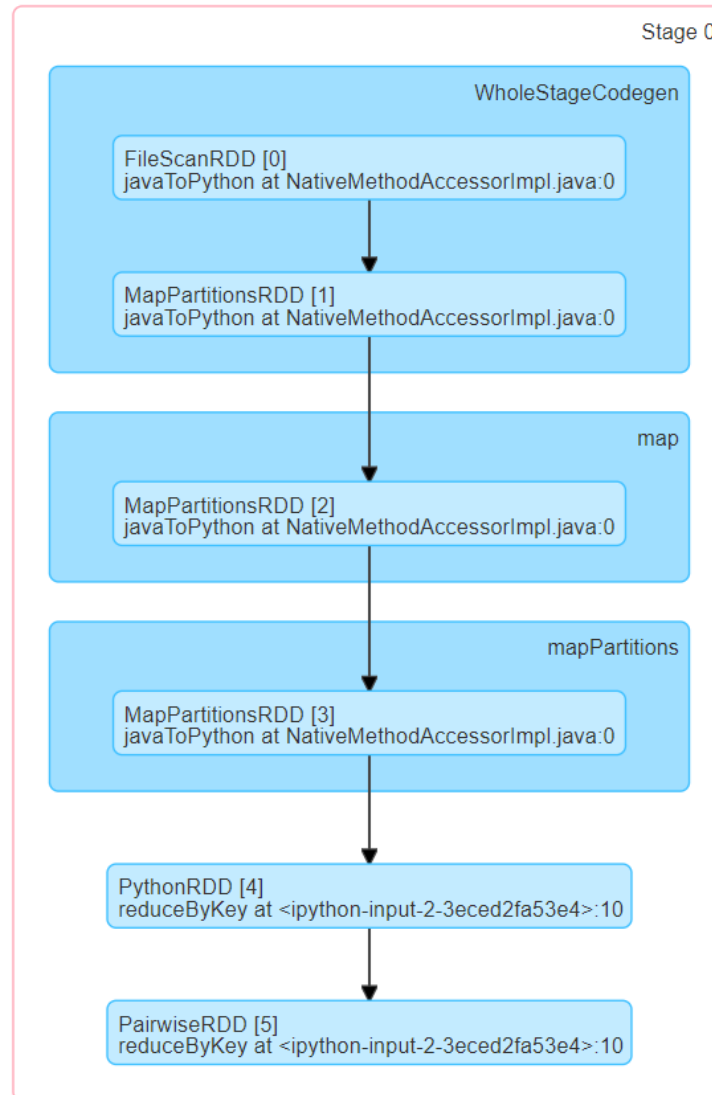 Stage 0
WholeStageCodegen
FileScanRDD [0]
javaToPython at NativeMethodAccessorImpl.java:0
MapPartitionsRDD [1]
javaToPython at NativeMethodAccessorImpl.java:0
map
MapPartitionsRDD [2]
javaToPython at NativeMethodAccessorImpl.java:0
mapPartitions
MapPartitionsRDD [3]
javaToPython at NativeMethodAccessorImpl.java:0
PythonRDD [4]
reduceByKey at <ipython-input-2-3eced2fa53e4>:10
PairwiseRDD [5]
reduceByKey at <ipython-input-2-3eced2fa53e4>:10